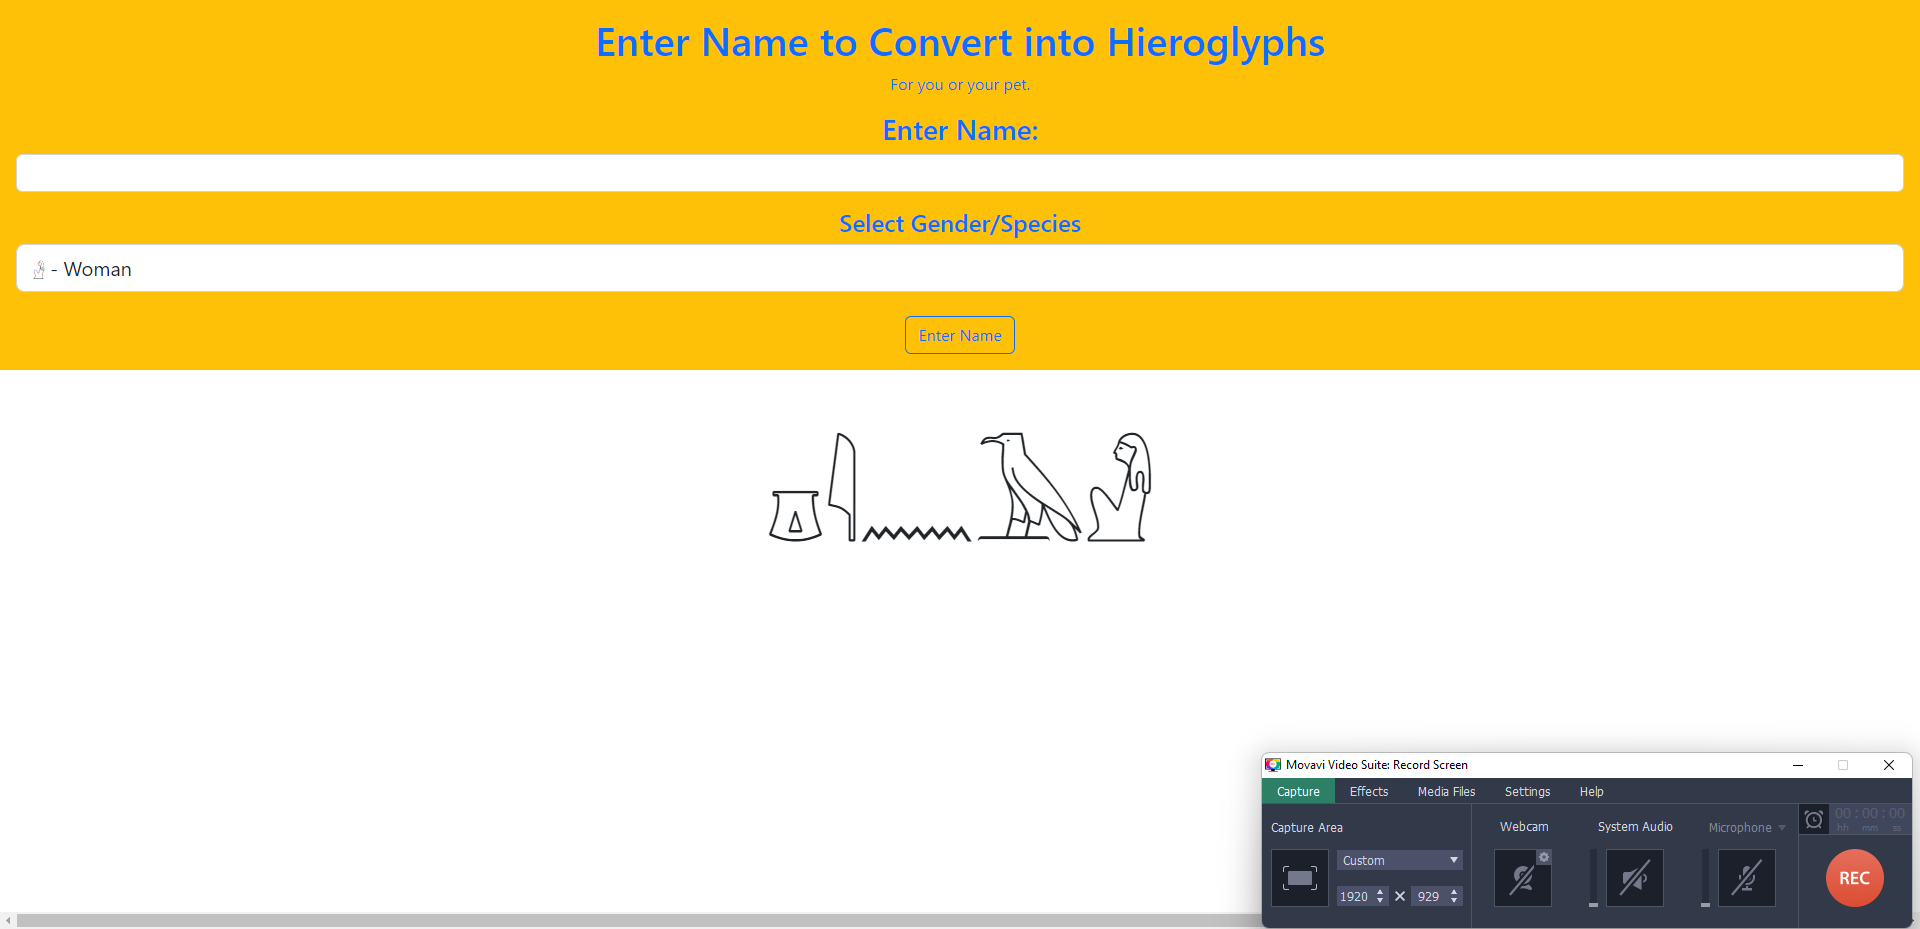 Enter Name to Convert into Hieroglyphs
For you or your pet.
Enter Name:
Select Gender/Species
- Woman
Enter Name
𓎼𓇋𓈖𓄿𓁐
Movavi Video Suite: Record Screen
Capture Effects Media Files Settings Help
Capture Area
Custom
1920 × 929
Webcam
System Audio
Microphone
00 : 00 : 00
hh mm ss
REC